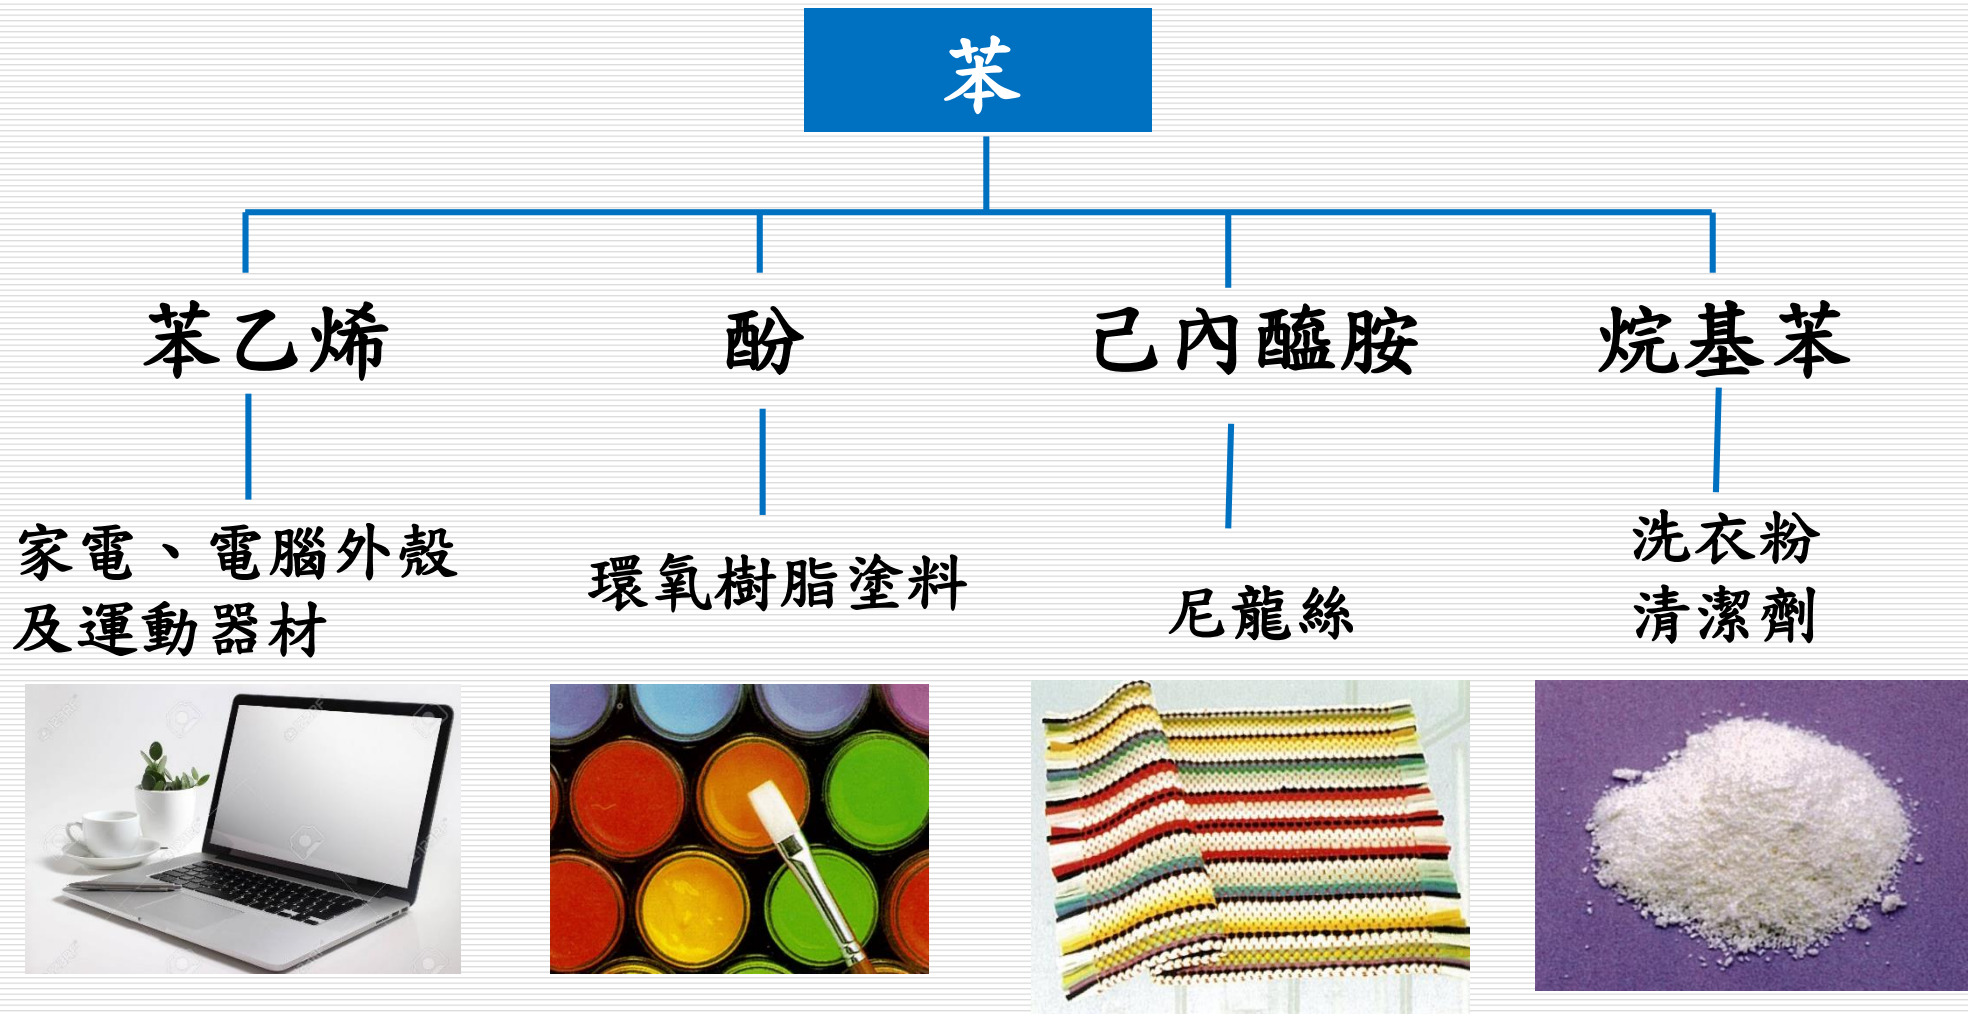 苯
苯乙烯
酚
己內醯胺
烷基苯
家電、電腦外殼
及運動器材
環氧樹脂塗料
尼龍絲
洗衣粉
清潔劑